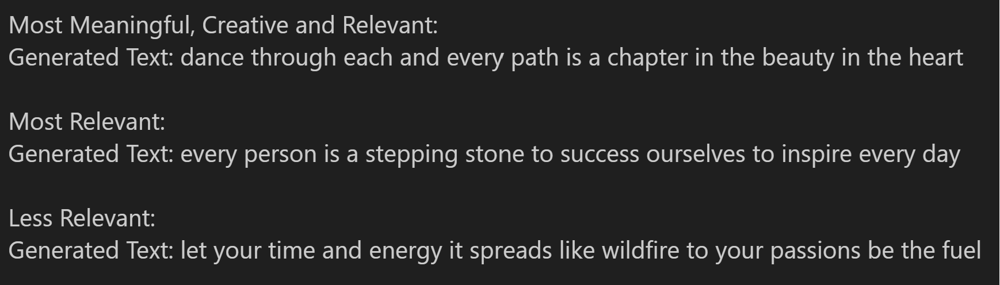 Most Meaningful, Creative and Relevant:
Generated Text: dance through each and every path is a chapter in the beauty in the heart
Most Relevant:
Generated Text: every person is a stepping stone to success ourselves to inspire every day
Less Relevant:
Generated Text: let your time and energy it spreads like wildfire to your passions be the fuel